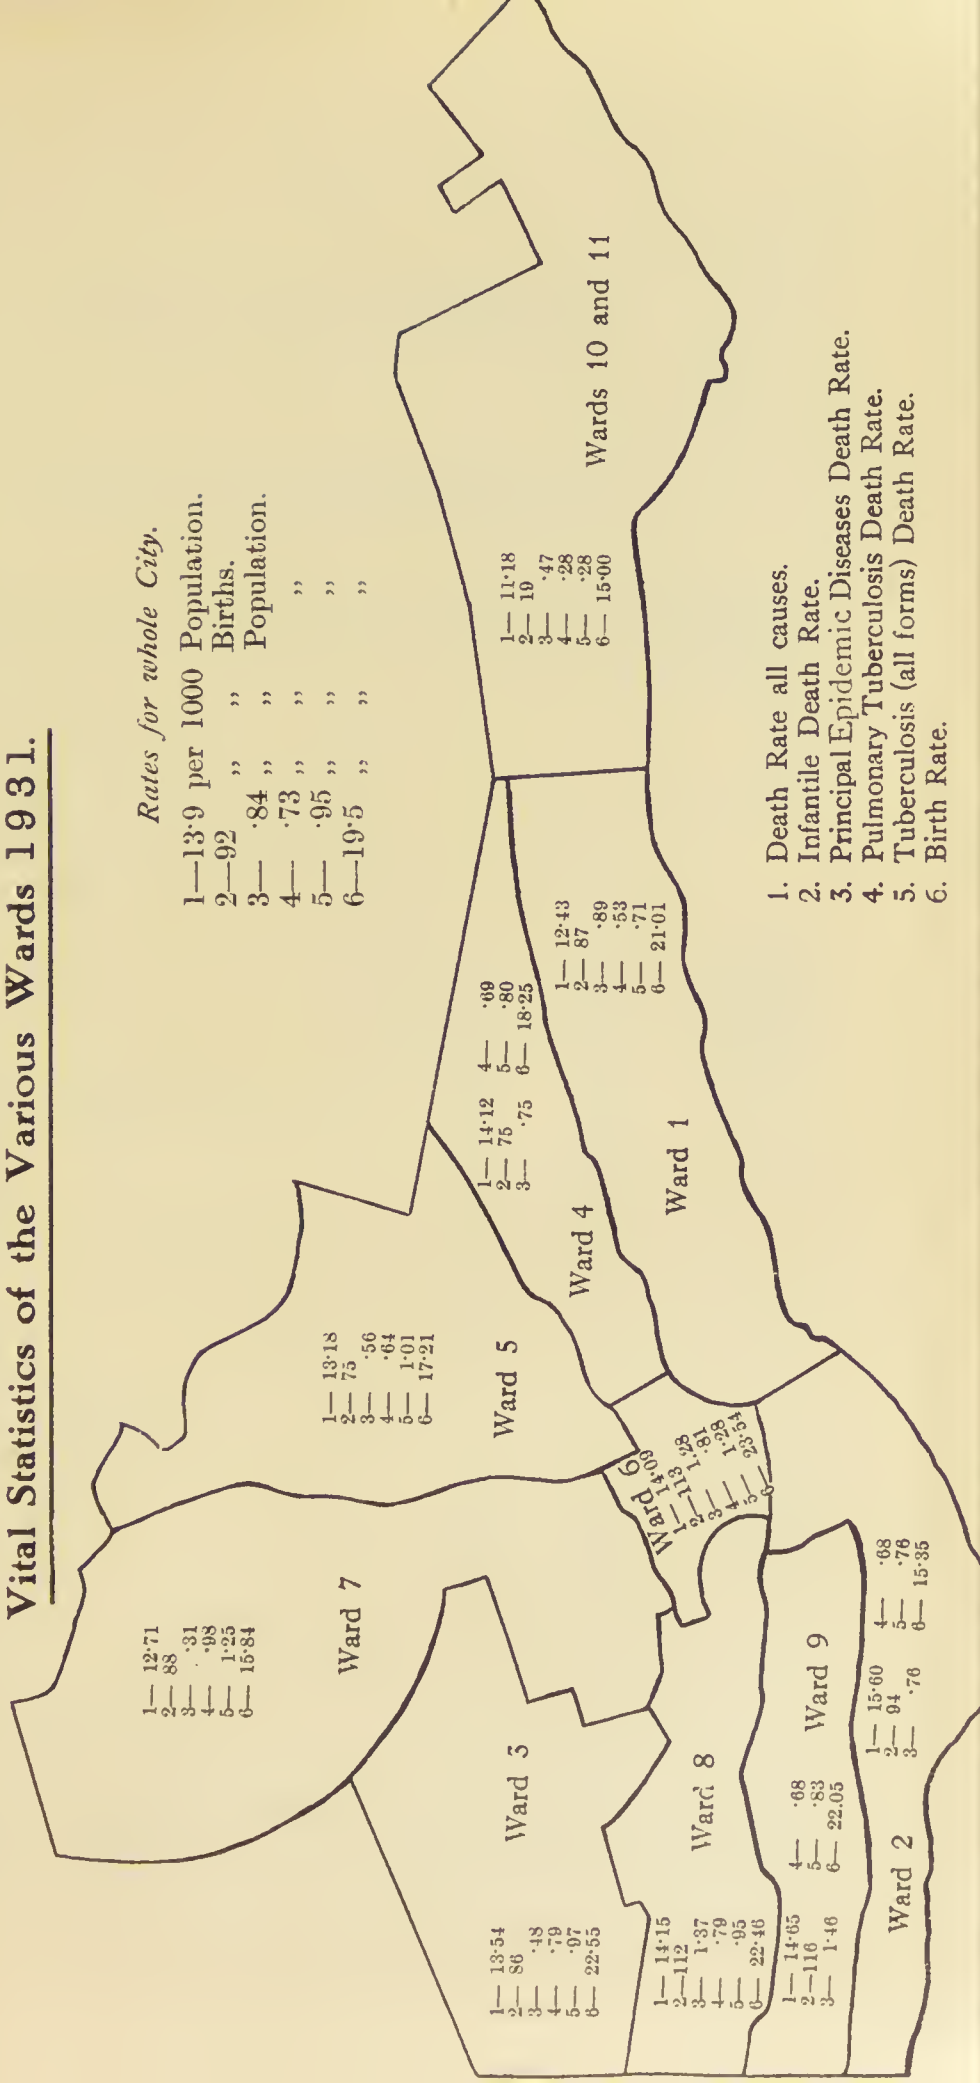 Vital Statistics of the Various Wards 1931.
Rates for whole City.
1—13·9 per 1000 Population.
2—92 ,, ,, Births.
3— ·84 ,, ,, Population.
4— ·73 ,, ,, ,,
5— ·95 ,, ,, ,,
6—19·5 ,, ,, ,,
Ward 7
1— 12·71
2— 88
3— ·31
4— ·98
5— 1·25
6— 15·84
Ward 5
1— 13·18
2— 75
3— ·56
4— ·64
5— 1·01
6— 17·21
Ward 3
1— 13·54
2— 86
3— ·48
4— ·79
5— ·97
6— 22·55
Ward 4
1— 14·12
2— 75
3— ·75
4— ·69
5— ·80
6— 18·25
Wards 10 and 11
1— 11·18
2— 19
3— ·47
4— ·28
5— ·28
6— 15·00
Ward 6
1— 14·09
2— 113
3— 1·28
4— ·81
5— 1·28
6— 23·54
Ward 1
1— 12·43
2— 87
3— ·89
4— ·53
5— ·71
6— 21·01
Ward 8
1— 14·15
2—112
3— 1·37
4— ·79
5— ·95
6— 22·46
Ward 9
1— 14·65
2—116
3— 1·46
4— ·68
5— ·83
6— 22.05
Ward 2
1— 15·60
2— 94
3— ·76
4— ·68
5— ·76
6— 15·35
1. Death Rate all causes.
2. Infantile Death Rate.
3. Principal Epidemic Diseases Death Rate.
4. Pulmonary Tuberculosis Death Rate.
5. Tuberculosis (all forms) Death Rate.
6. Birth Rate.